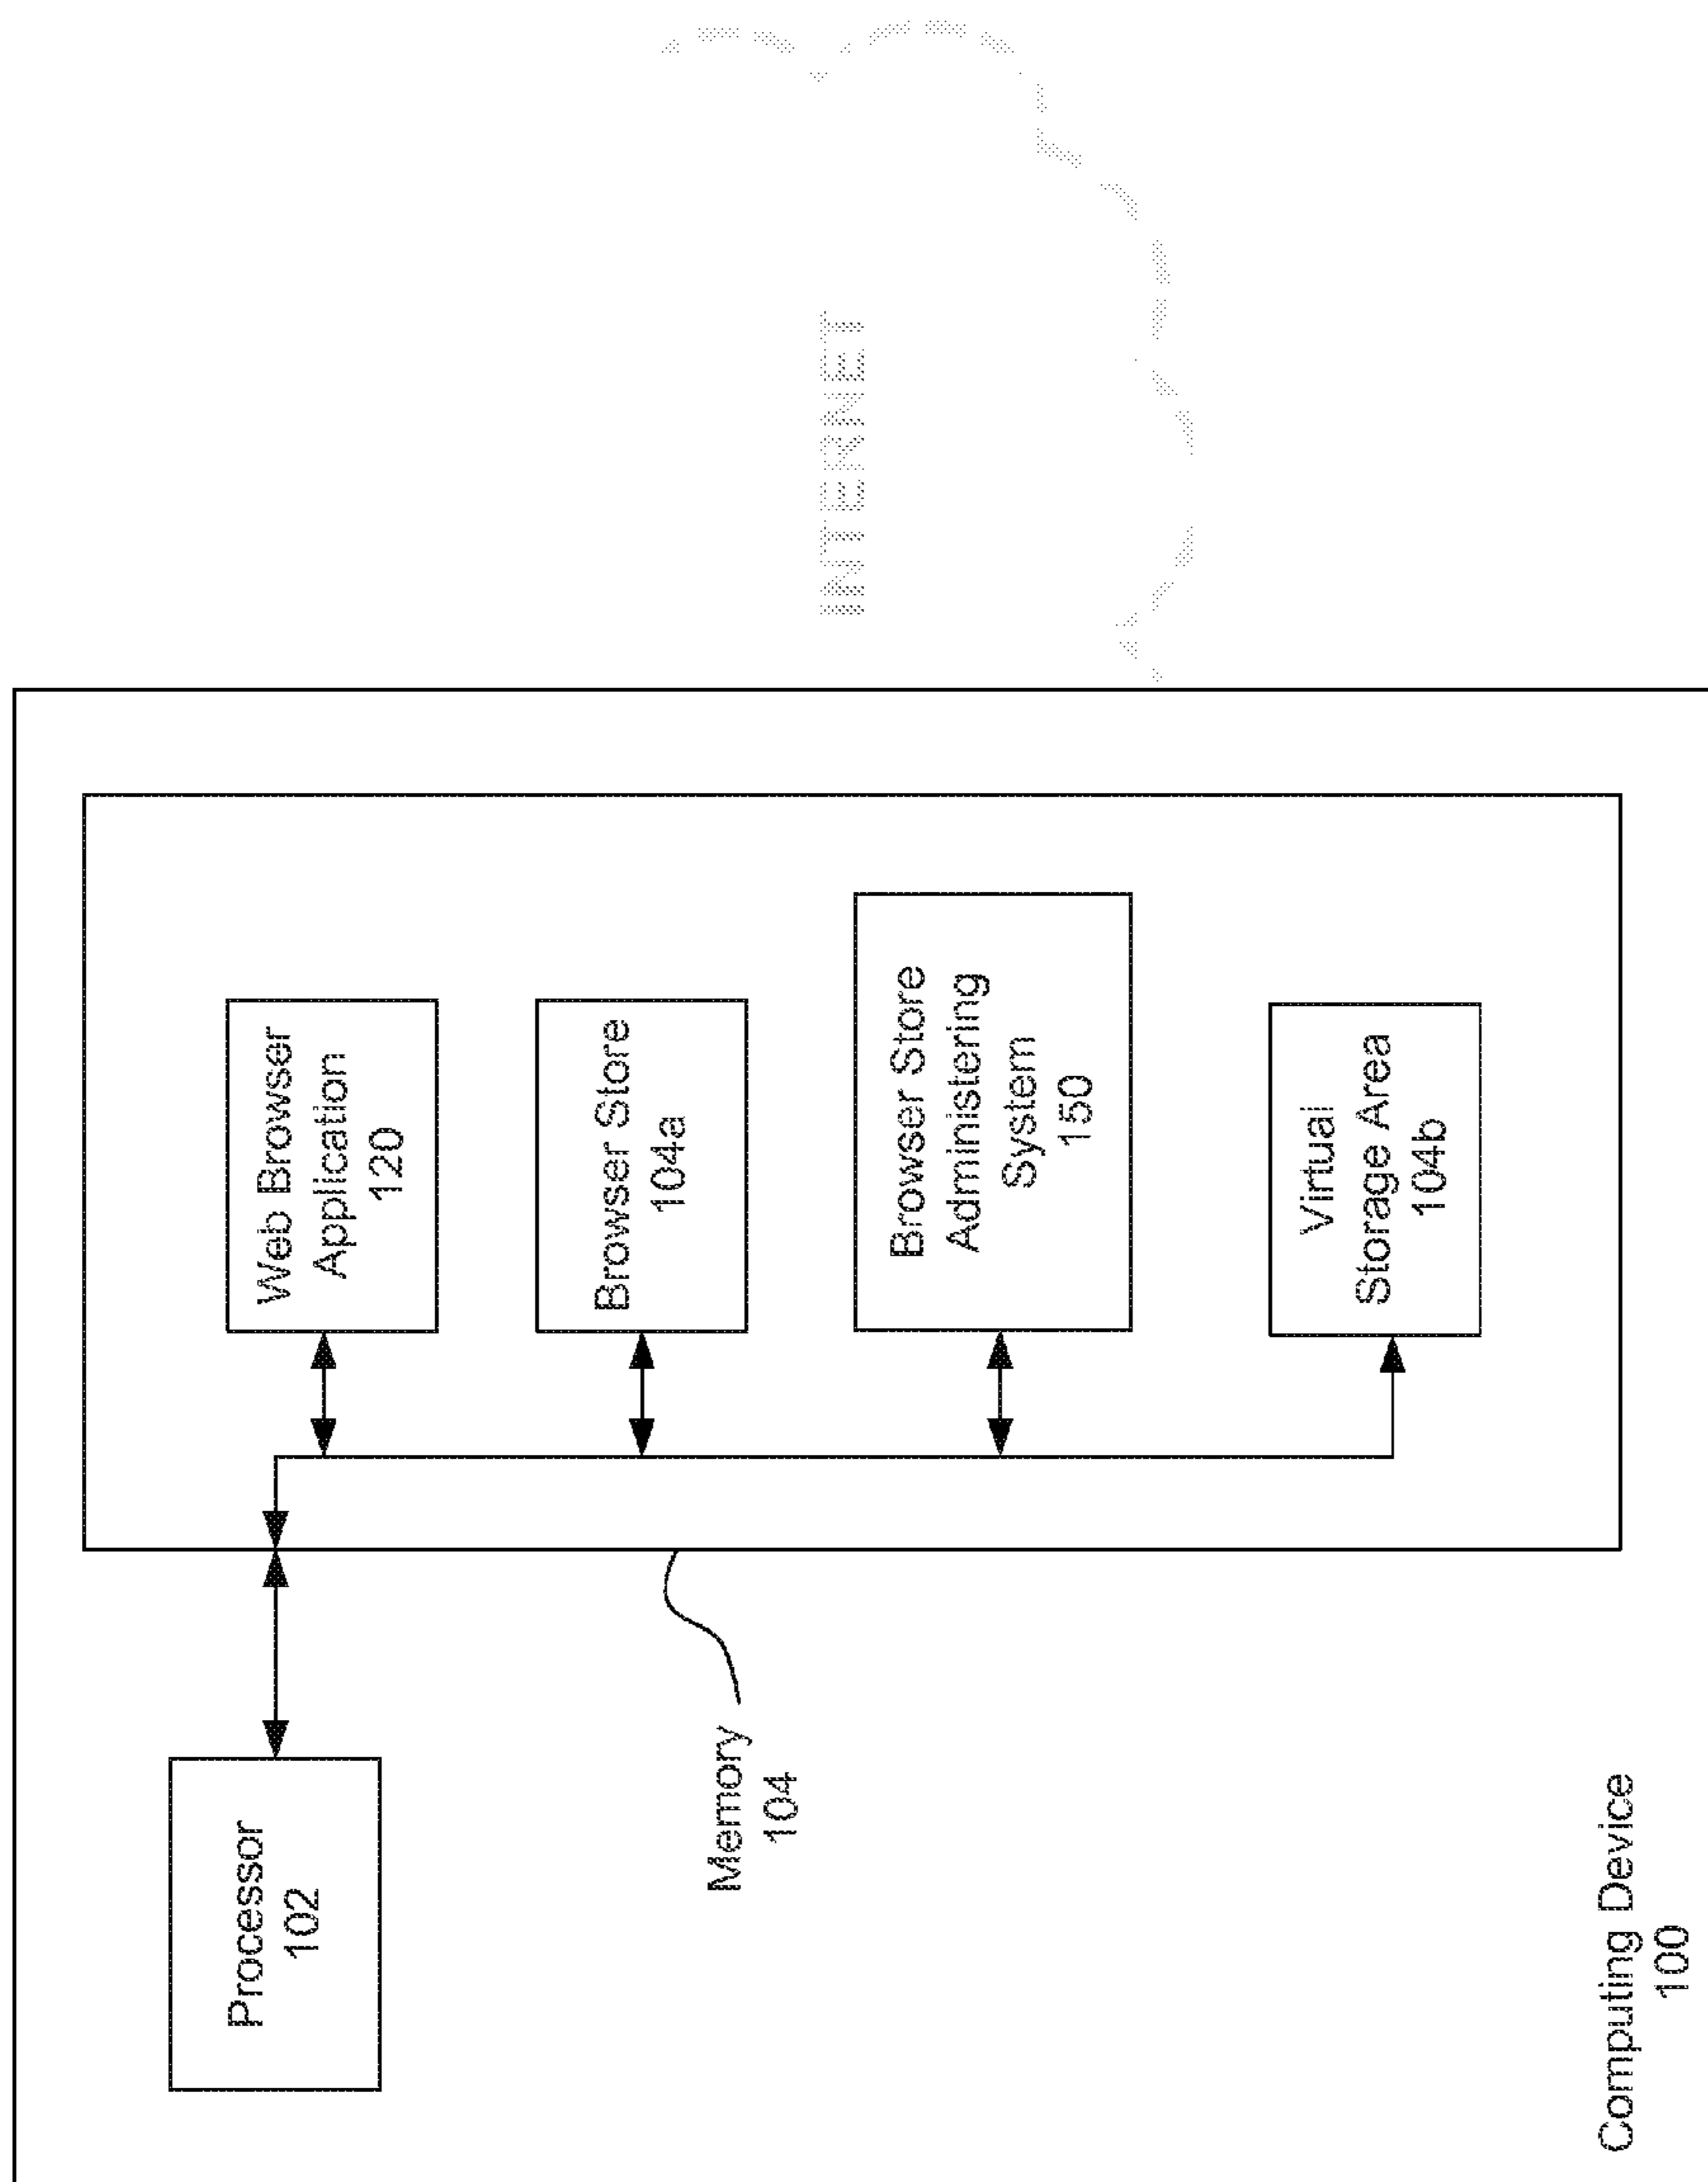 Processor
102
Memory
104
Computing Device
100
Web Browser
Application
120
Browser Store
104a
Browser Store
Administering
System
150
Virtual
Storage Area
104b
INTERNET